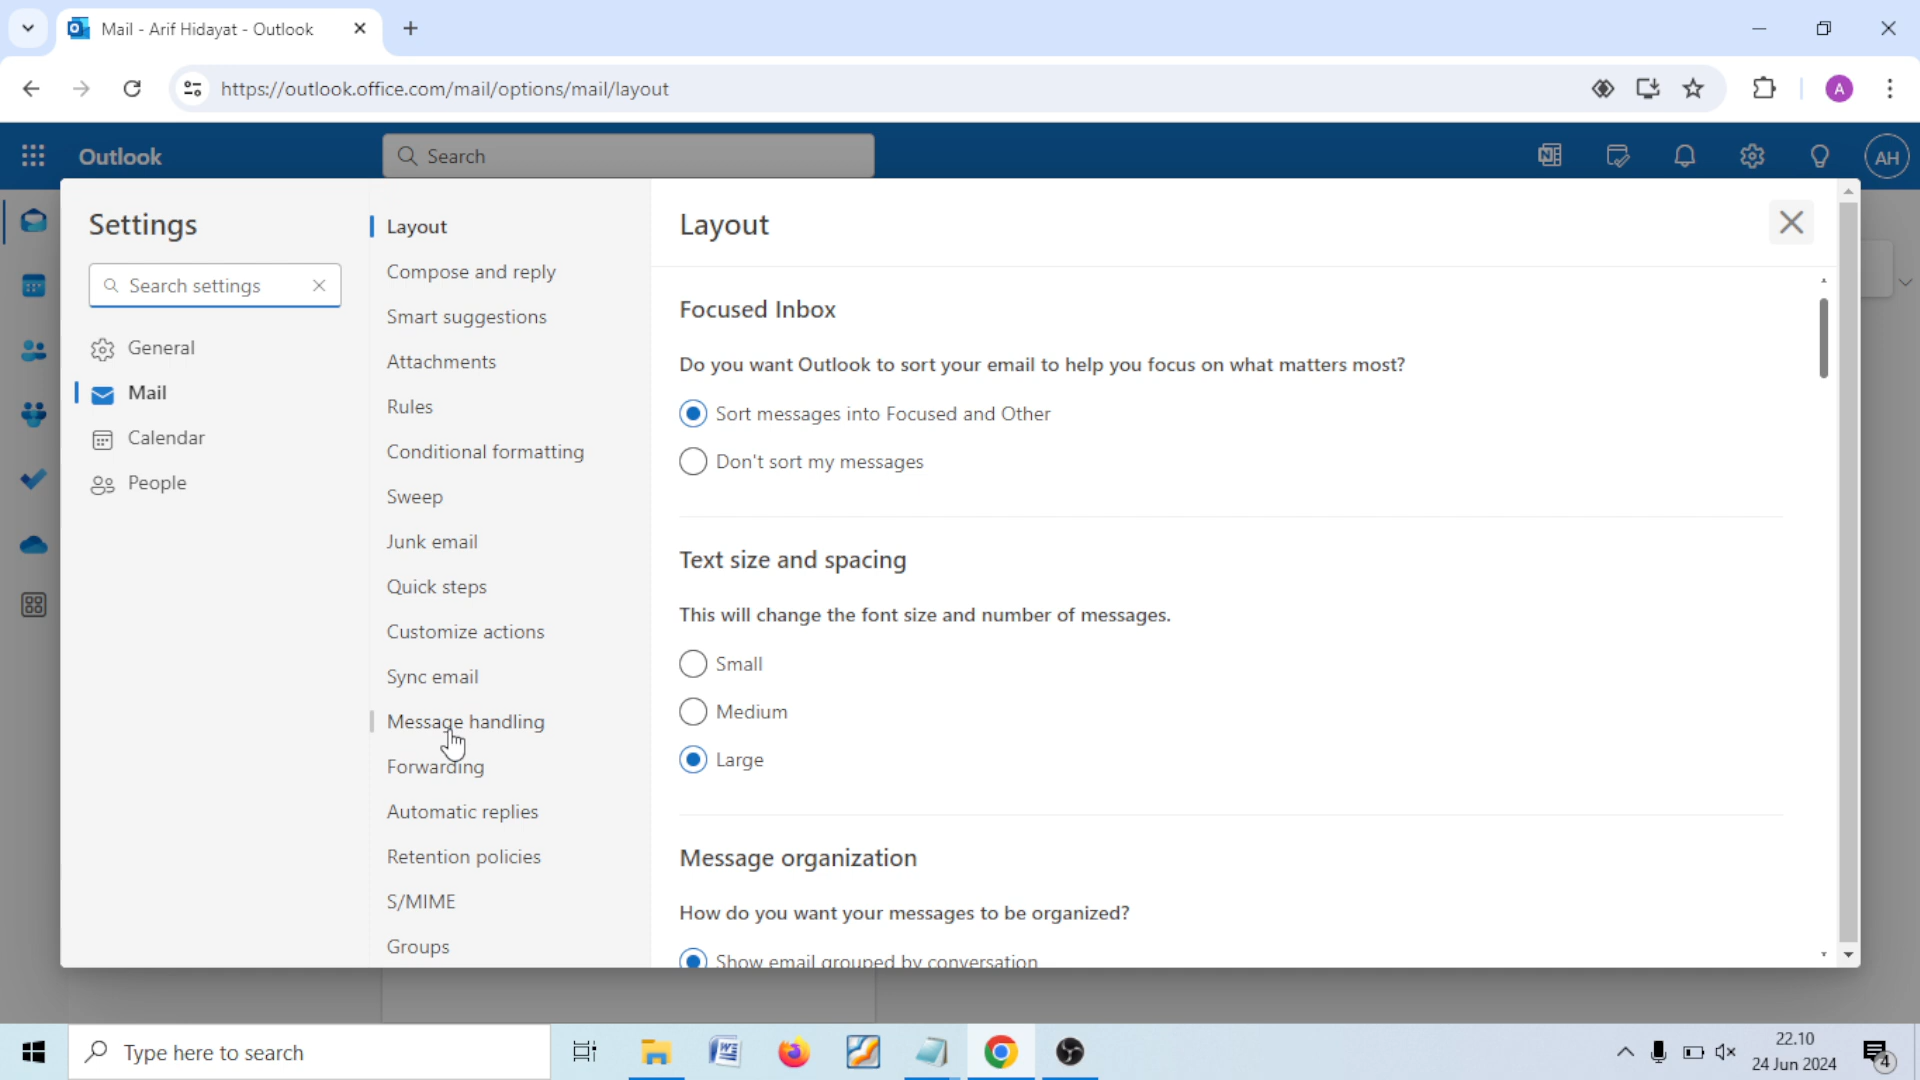 Mail - Arif Hidayat - Outlook
https://outlook.office.com/mail/options/mail/layout
A
Outlook
Search
AH
Settings
Search settings
General
Mail
Calendar
People
Layout
Compose and reply
Smart suggestions
Attachments
Rules
Conditional formatting
Sweep
Junk email
Quick steps
Customize actions
Sync email
Message handling
Forwarding
Automatic replies
Retention policies
S/MIME
Groups
Layout
Focused Inbox
Do you want Outlook to sort your email to help you focus on what matters most?
Sort messages into Focused and Other
Don't sort my messages
Text size and spacing
This will change the font size and number of messages.
Small
Medium
Large
Message organization
How do you want your messages to be organized?
Show email grouped by conversation
Type here to search
22.10
24 Jun 2024
4